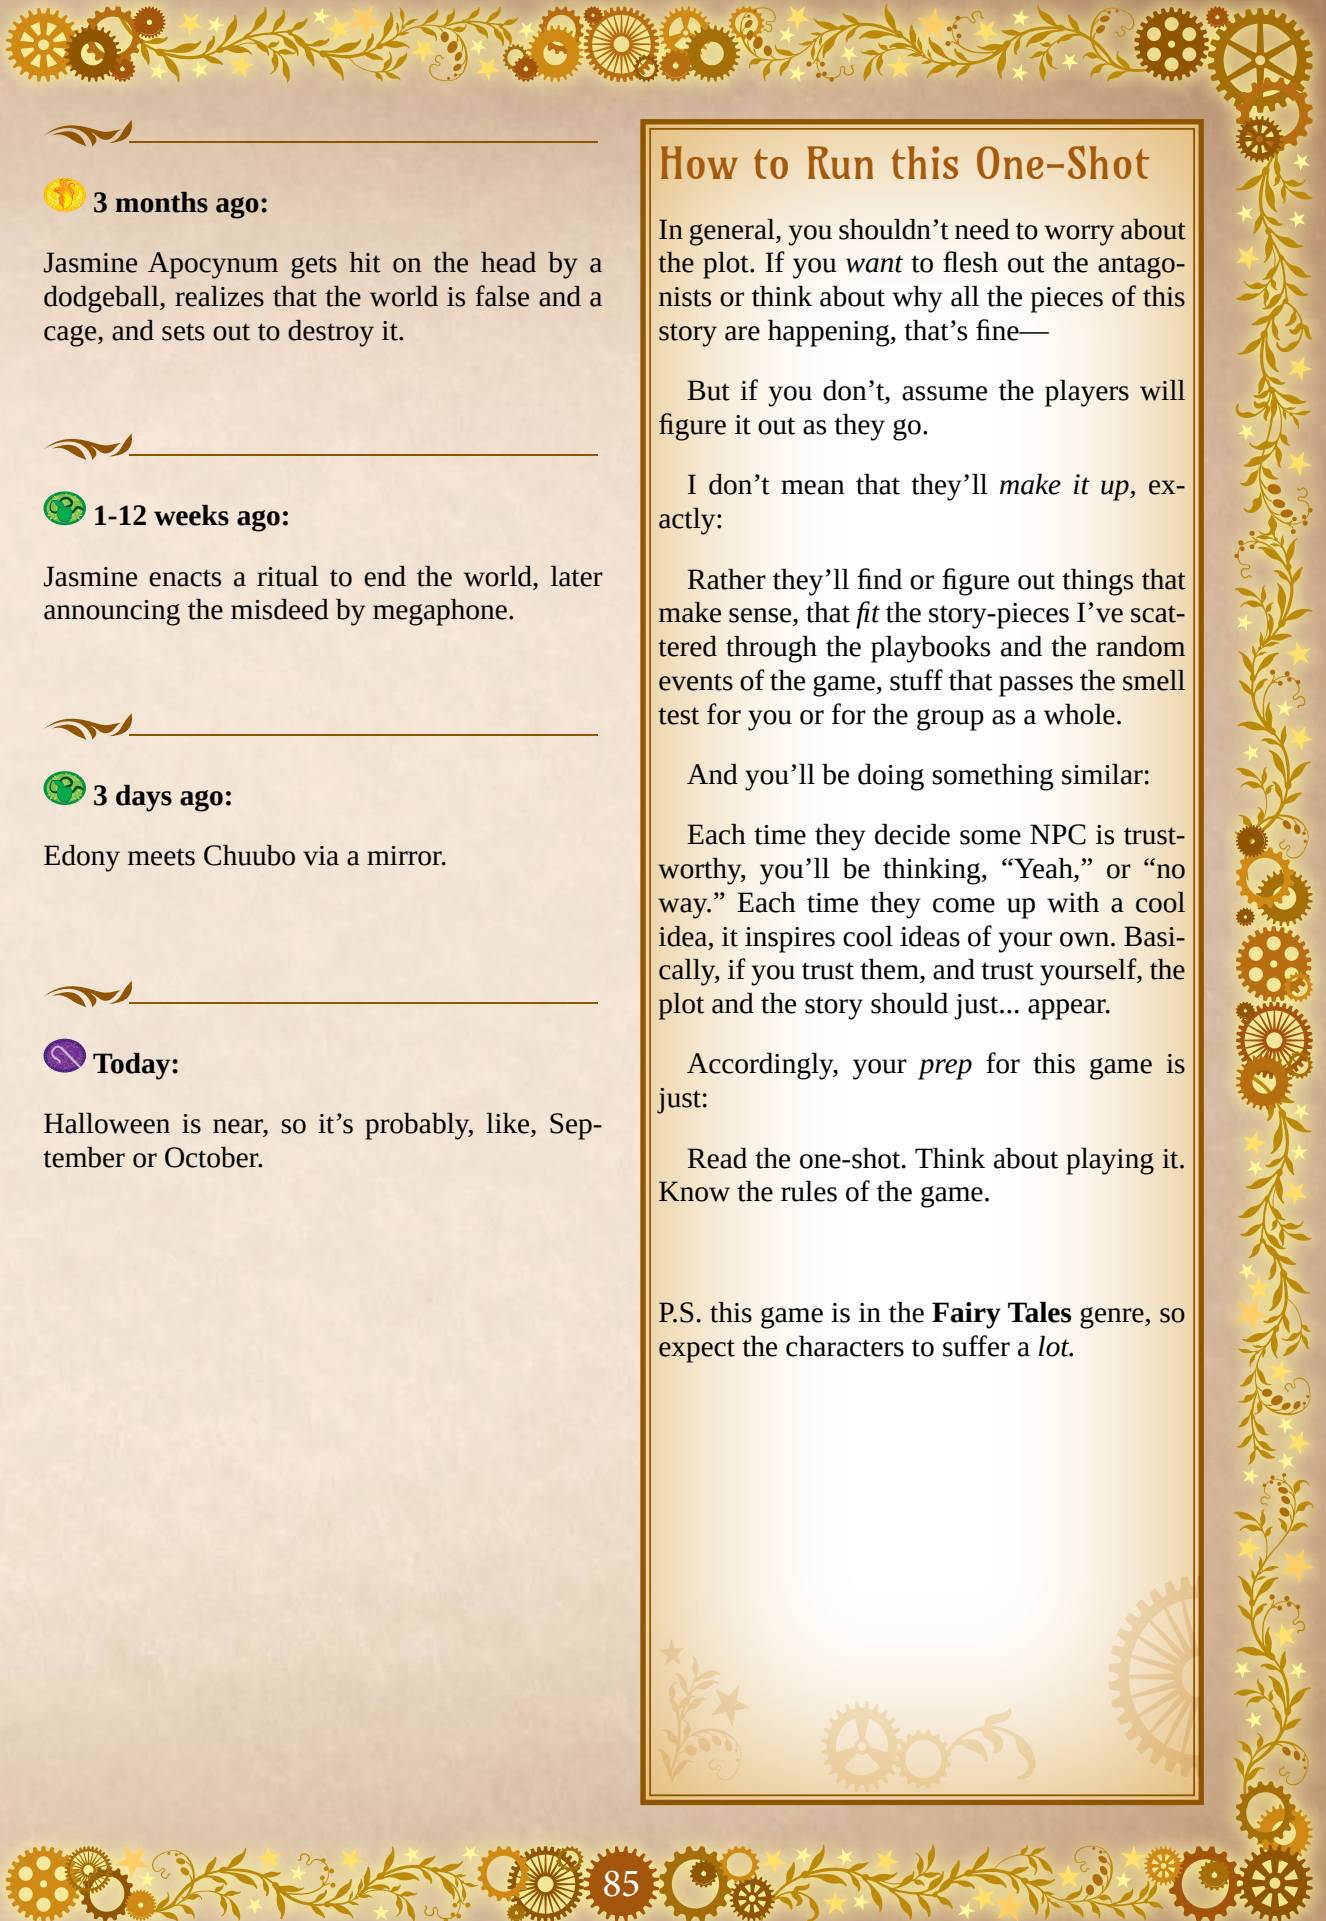 3 months ago:
Jasmine Apocynum gets hit on the head by a
dodgeball, realizes that the world is false and a
cage, and sets out to destroy it.
1-12 weeks ago:
Jasmine enacts a ritual to end the world, later
announcing the misdeed by megaphone.
3 days ago:
Edony meets Chuubo via a mirror.
Today:
Halloween is near, so it’s probably, like, Sep-
tember or October.
How to Run this One-Shot
In general, you shouldn’t need to worry about
the plot. If you want to flesh out the antago-
nists or think about why all the pieces of this
story are happening, that’s fine—
But if you don’t, assume the players will
figure it out as they go.
I don’t mean that they’ll make it up, ex-
actly:
Rather they’ll find or figure out things that
make sense, that fit the story-pieces I’ve scat-
tered through the playbooks and the random
events of the game, stuff that passes the smell
test for you or for the group as a whole.
And you’ll be doing something similar:
Each time they decide some NPC is trust-
worthy, you’ll be thinking, “Yeah,” or “no
way.” Each time they come up with a cool
idea, it inspires cool ideas of your own. Basi-
cally, if you trust them, and trust yourself, the
plot and the story should just... appear.
Accordingly, your prep for this game is
just:
Read the one-shot. Think about playing it.
Know the rules of the game.
P.S. this game is in the Fairy Tales genre, so
expect the characters to suffer a lot.
85